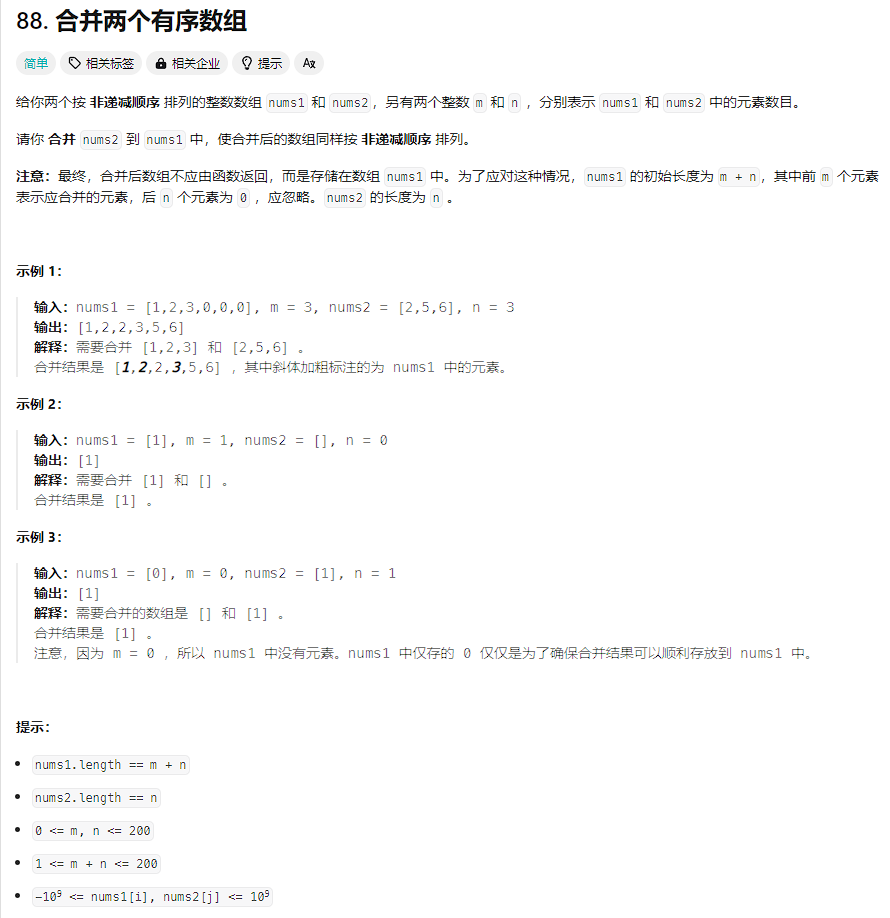 88. 合并两个有序数组
简单 相关标签 相关企业 提示 Ax
给你两个按 非递减顺序 排列的整数数组 nums1 和 nums2，另有两个整数 m 和 n ，分别表示 nums1 和 nums2 中的元素数目。
请你 合并 nums2 到 nums1 中，使合并后的数组同样按 非递减顺序 排列。
注意：最终，合并后数组不应由函数返回，而是存储在数组 nums1 中。为了应对这种情况，nums1 的初始长度为 m + n，其中前 m 个元素
表示应合并的元素，后 n 个元素为 0 ，应忽略。nums2 的长度为 n 。
示例 1：
输入：nums1 = [1,2,3,0,0,0], m = 3, nums2 = [2,5,6], n = 3
输出：[1,2,2,3,5,6]
解释：需要合并 [1,2,3] 和 [2,5,6] 。
合并结果是 [1,2,2,3,5,6] ，其中斜体加粗标注的为 nums1 中的元素。
示例 2：
输入：nums1 = [1], m = 1, nums2 = [], n = 0
输出：[1]
解释：需要合并 [1] 和 [] 。
合并结果是 [1] 。
示例 3：
输入：nums1 = [0], m = 0, nums2 = [1], n = 1
输出：[1]
解释：需要合并的数组是 [] 和 [1] 。
合并结果是 [1] 。
注意，因为 m = 0 ，所以 nums1 中没有元素。nums1 中仅存的 0 仅仅是为了确保合并结果可以顺利存放到 nums1 中。
提示：
• nums1.length == m + n
• nums2.length == n
• 0 <= m, n <= 200
• 1 <= m + n <= 200
• -10⁹ <= nums1[i], nums2[j] <= 10⁹